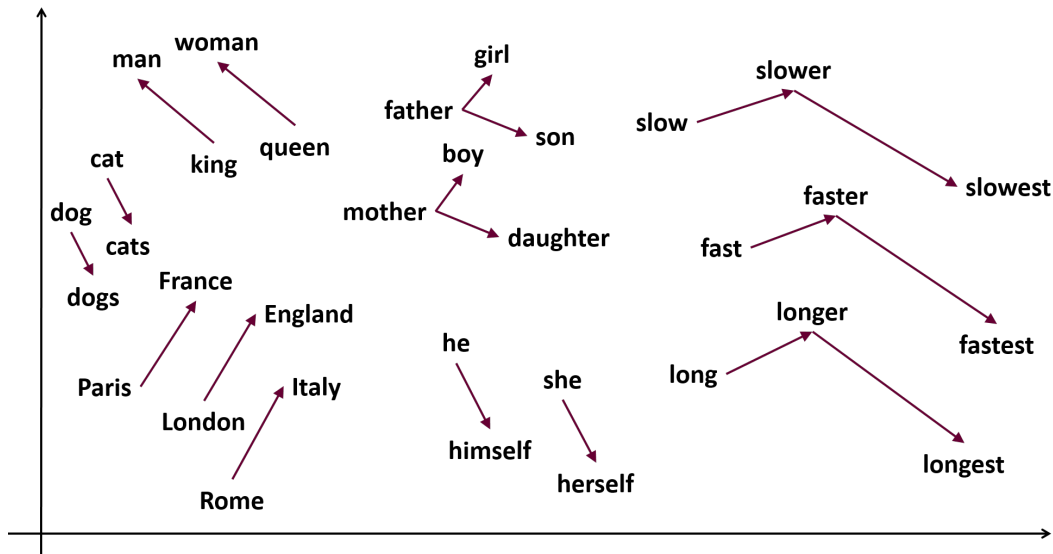 woman
man
king
queen
cat
cats
dog
dogs
France
Paris
England
London
Italy
Rome
girl
father
son
boy
mother
daughter
he
himself
she
herself
slower
slow
slowest
faster
fast
fastest
longer
long
longest